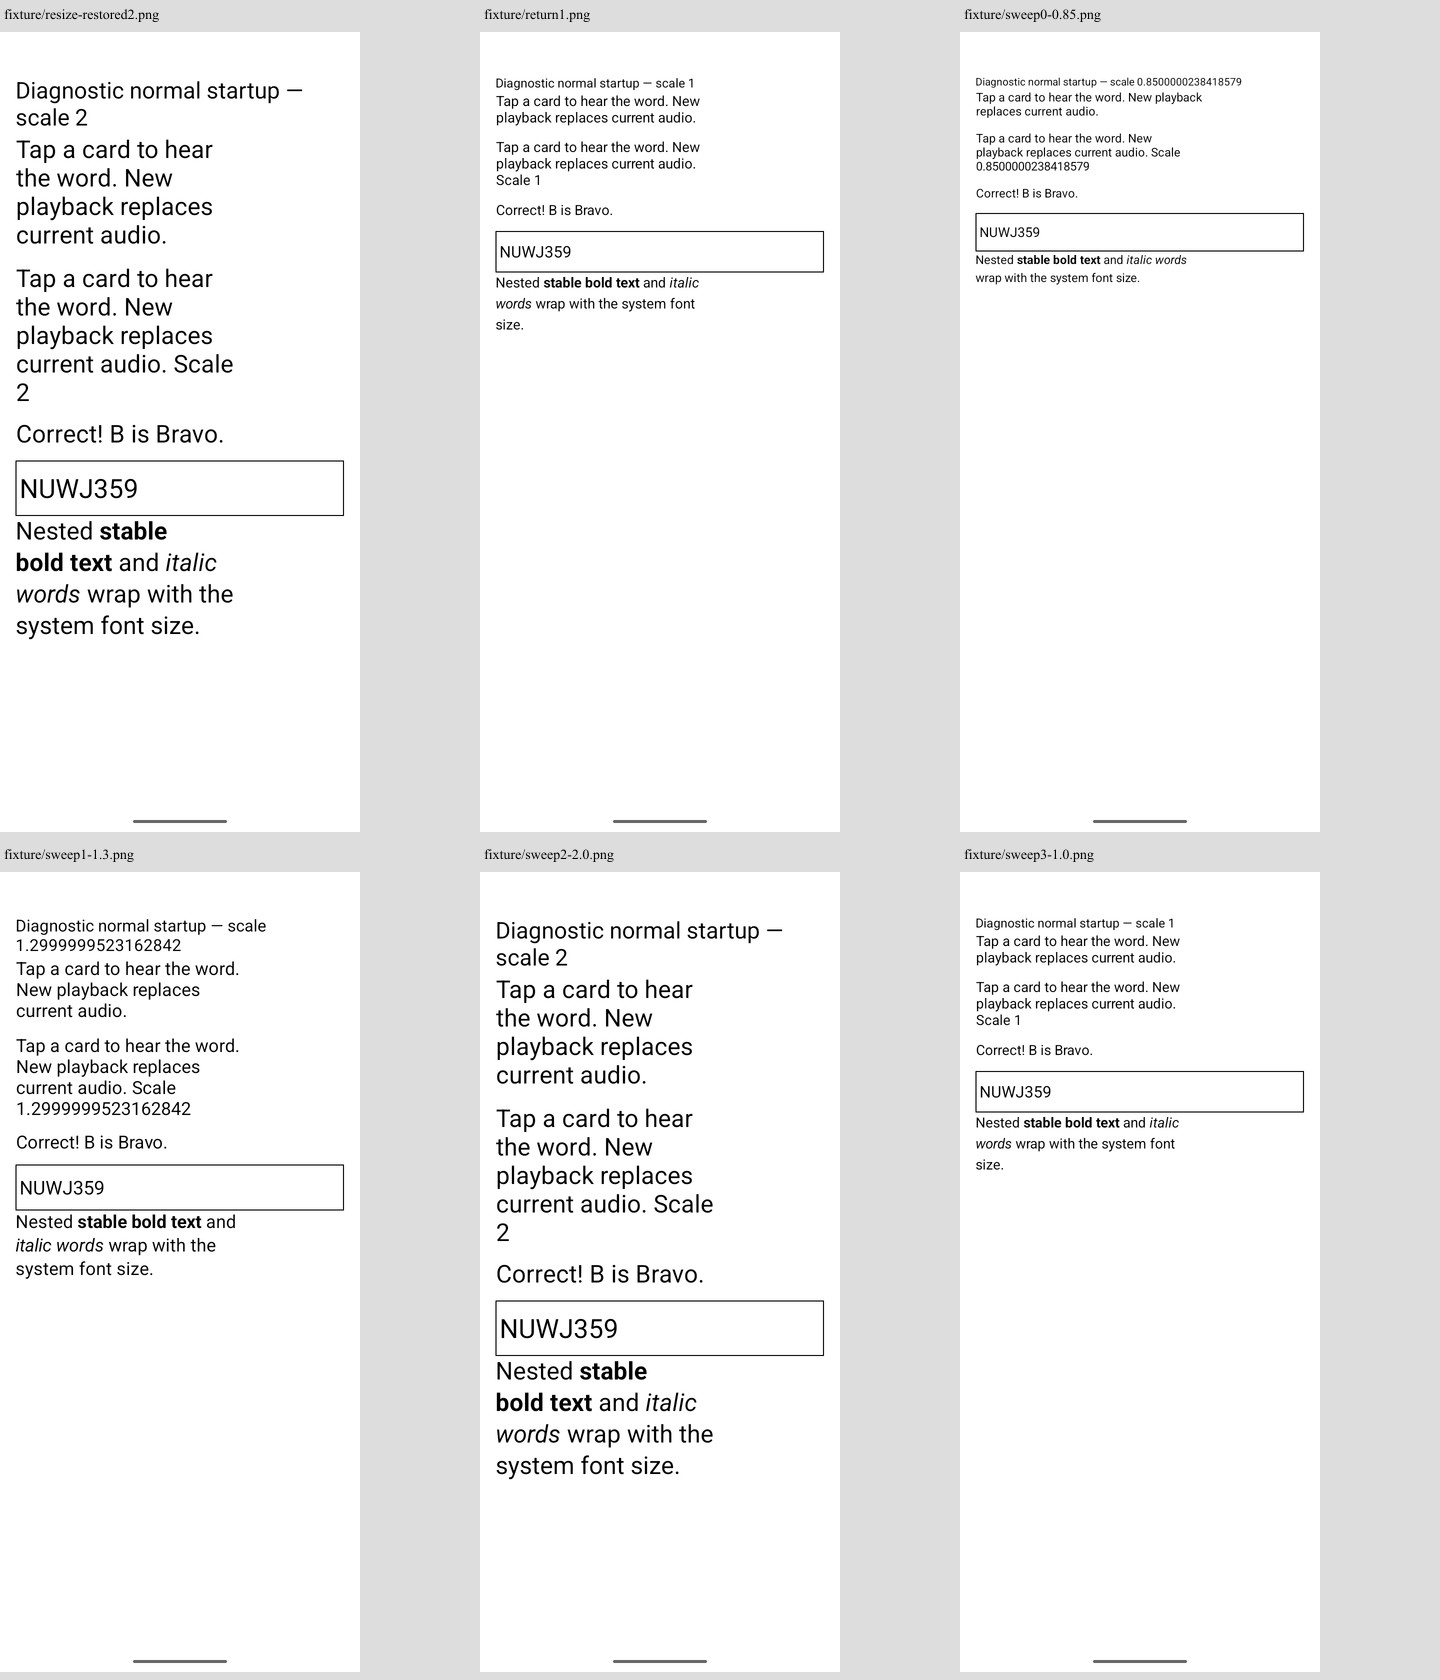 fixture/resize-restored2.png
Diagnostic normal startup —
scale 2
Tap a card to hear
the word. New
playback replaces
current audio.
Tap a card to hear
the word. New
playback replaces
current audio. Scale
2
Correct! B is Bravo.
NUWJ359
Nested stable
bold text and italic
words wrap with the
system font size.
fixture/return1.png
Diagnostic normal startup — scale 1
Tap a card to hear the word. New
playback replaces current audio.
Tap a card to hear the word. New
playback replaces current audio.
Scale 1
Correct! B is Bravo.
NUWJ359
Nested stable bold text and italic
words wrap with the system font
size.
fixture/sweep0-0.85.png
Diagnostic normal startup — scale 0.8500000238418579
Tap a card to hear the word. New playback
replaces current audio.
Tap a card to hear the word. New
playback replaces current audio. Scale
0.8500000238418579
Correct! B is Bravo.
NUWJ359
Nested stable bold text and italic words
wrap with the system font size.
fixture/sweep1-1.3.png
Diagnostic normal startup — scale
1.2999999523162842
Tap a card to hear the word.
New playback replaces
current audio.
Tap a card to hear the word.
New playback replaces
current audio. Scale
1.2999999523162842
Correct! B is Bravo.
NUWJ359
Nested stable bold text and
italic words wrap with the
system font size.
fixture/sweep2-2.0.png
Diagnostic normal startup —
scale 2
Tap a card to hear
the word. New
playback replaces
current audio.
Tap a card to hear
the word. New
playback replaces
current audio. Scale
2
Correct! B is Bravo.
NUWJ359
Nested stable
bold text and italic
words wrap with the
system font size.
fixture/sweep3-1.0.png
Diagnostic normal startup — scale 1
Tap a card to hear the word. New
playback replaces current audio.
Tap a card to hear the word. New
playback replaces current audio.
Scale 1
Correct! B is Bravo.
NUWJ359
Nested stable bold text and italic
words wrap with the system font
size.